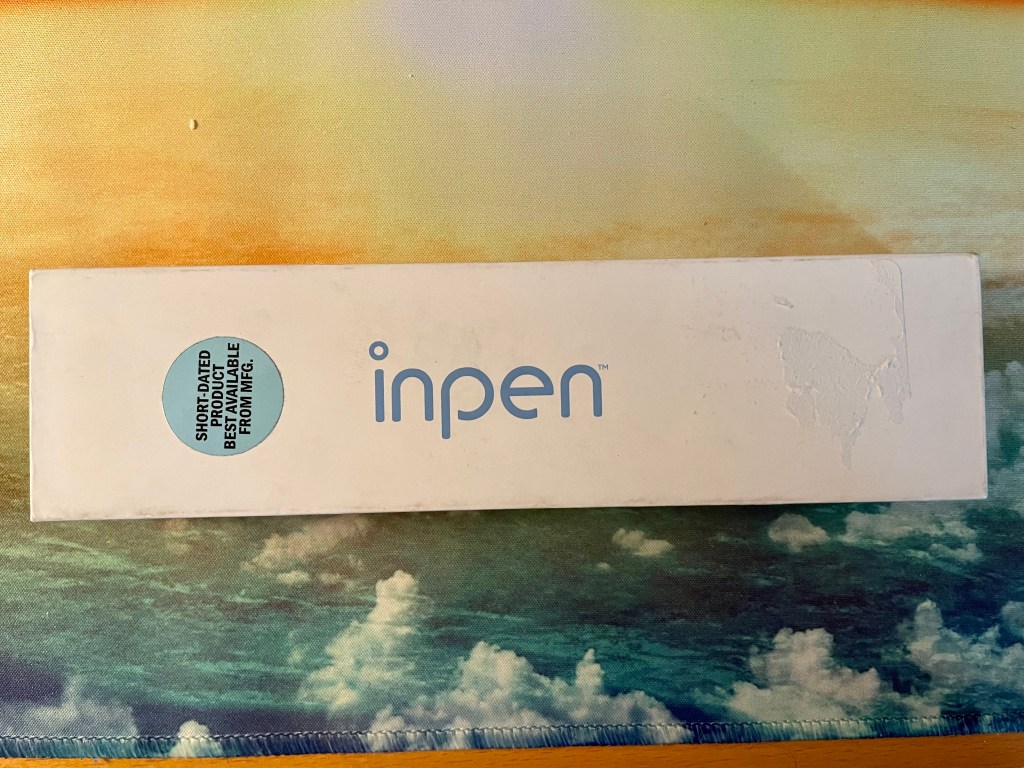 SHORT-DATED
PRODUCT
BEST AVAILABLE
FROM MFG.
inpen™